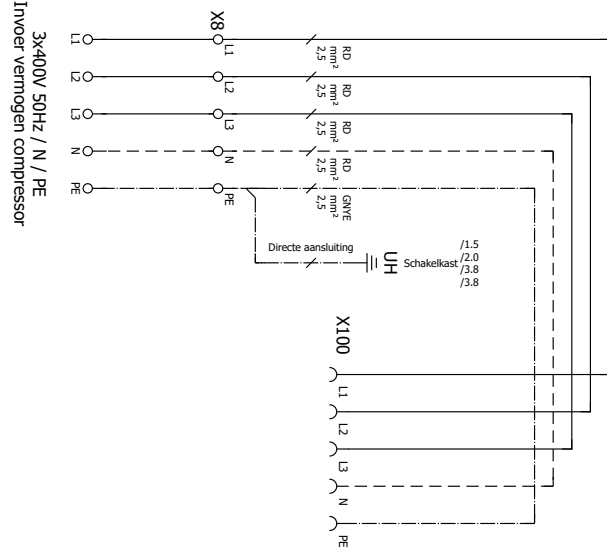 X8
L1
L1
RD
mm²
2,5
L2
L2
RD
mm²
2,5
L3
L3
RD
mm²
2,5
N
N
RD
mm²
2,5
PE
PE
GNYE
mm²
2,5
3x400V 50Hz / N / PE
Invoer vermogen compressor
Directe aansluiting
UH
Schakelkast
/1.5
/2.0
/3.8
/3.8
X100
L1
L2
L3
N
PE